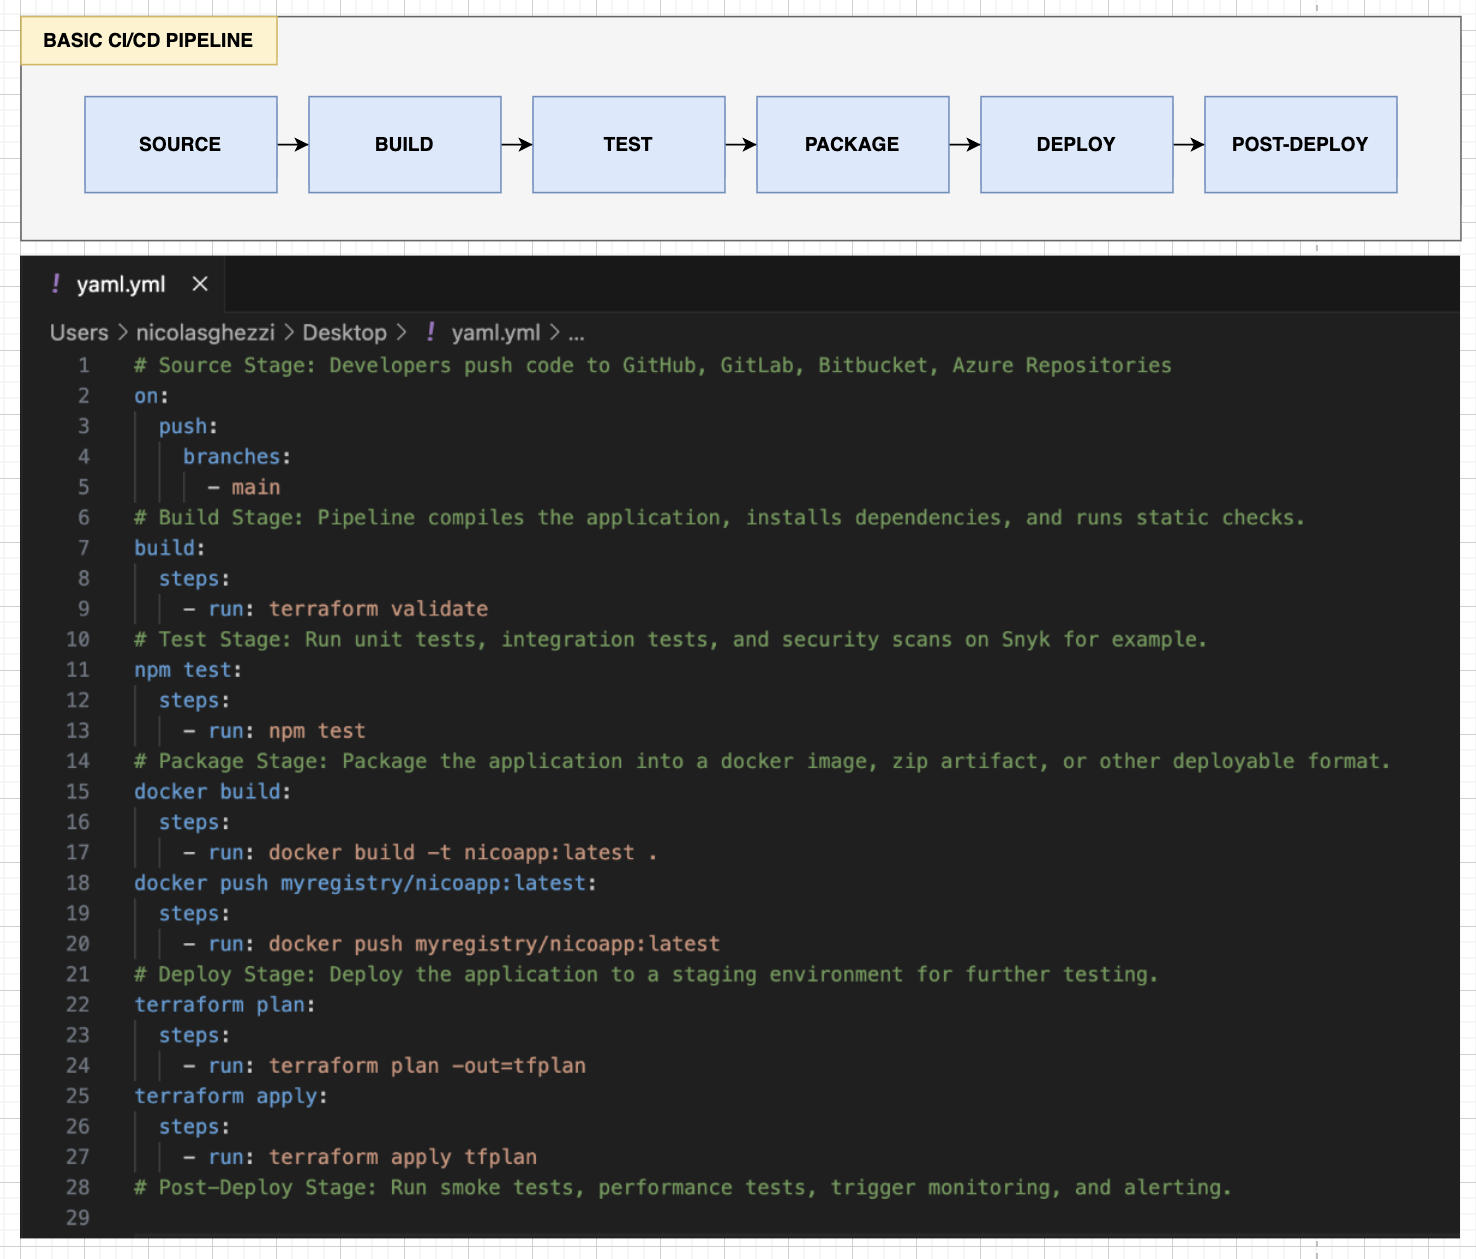 BASIC CI/CD PIPELINE
SOURCE
BUILD
TEST
PACKAGE
DEPLOY
POST-DEPLOY
! yaml.yml ×
Users > nicolasghezzi > Desktop > ! yaml.yml > ...
1 # Source Stage: Developers push code to GitHub, GitLab, Bitbucket, Azure Repositories
2 on:
3 push:
4 branches:
5 - main
6 # Build Stage: Pipeline compiles the application, installs dependencies, and runs static checks.
7 build:
8 steps:
9 - run: terraform validate
10 # Test Stage: Run unit tests, integration tests, and security scans on Snyk for example.
11 npm test:
12 steps:
13 - run: npm test
14 # Package Stage: Package the application into a docker image, zip artifact, or other deployable format.
15 docker build:
16 steps:
17 - run: docker build -t nicoapp:latest .
18 docker push myregistry/nicoapp:latest:
19 steps:
20 - run: docker push myregistry/nicoapp:latest
21 # Deploy Stage: Deploy the application to a staging environment for further testing.
22 terraform plan:
23 steps:
24 - run: terraform plan -out=tfplan
25 terraform apply:
26 steps:
27 - run: terraform apply tfplan
28 # Post-Deploy Stage: Run smoke tests, performance tests, trigger monitoring, and alerting.
29